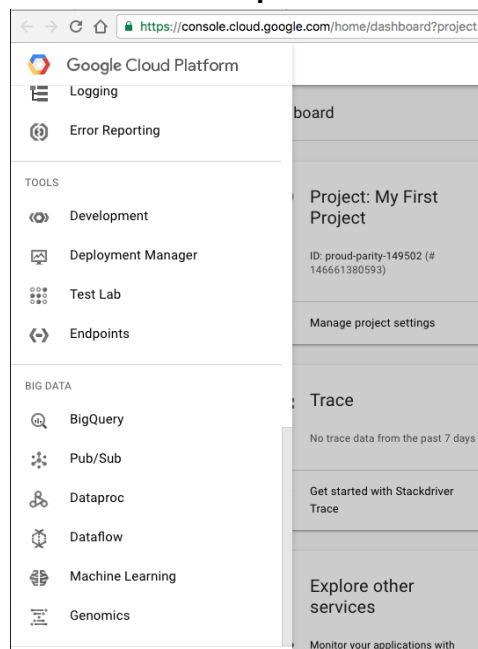 https://console.cloud.google.com/home/dashboard?project
Google Cloud Platform
Logging
Error Reporting
TOOLS
Development
Deployment Manager
Test Lab
Endpoints
BIG DATA
BigQuery
Pub/Sub
Dataproc
Dataflow
Machine Learning
Genomics
board
Project: My First
Project
ID: proud-parity-149502 (#
146661380593)
Manage project settings
Trace
No trace data from the past 7 days
Get started with Stackdriver
Trace
Explore other
services
Monitor your applications with